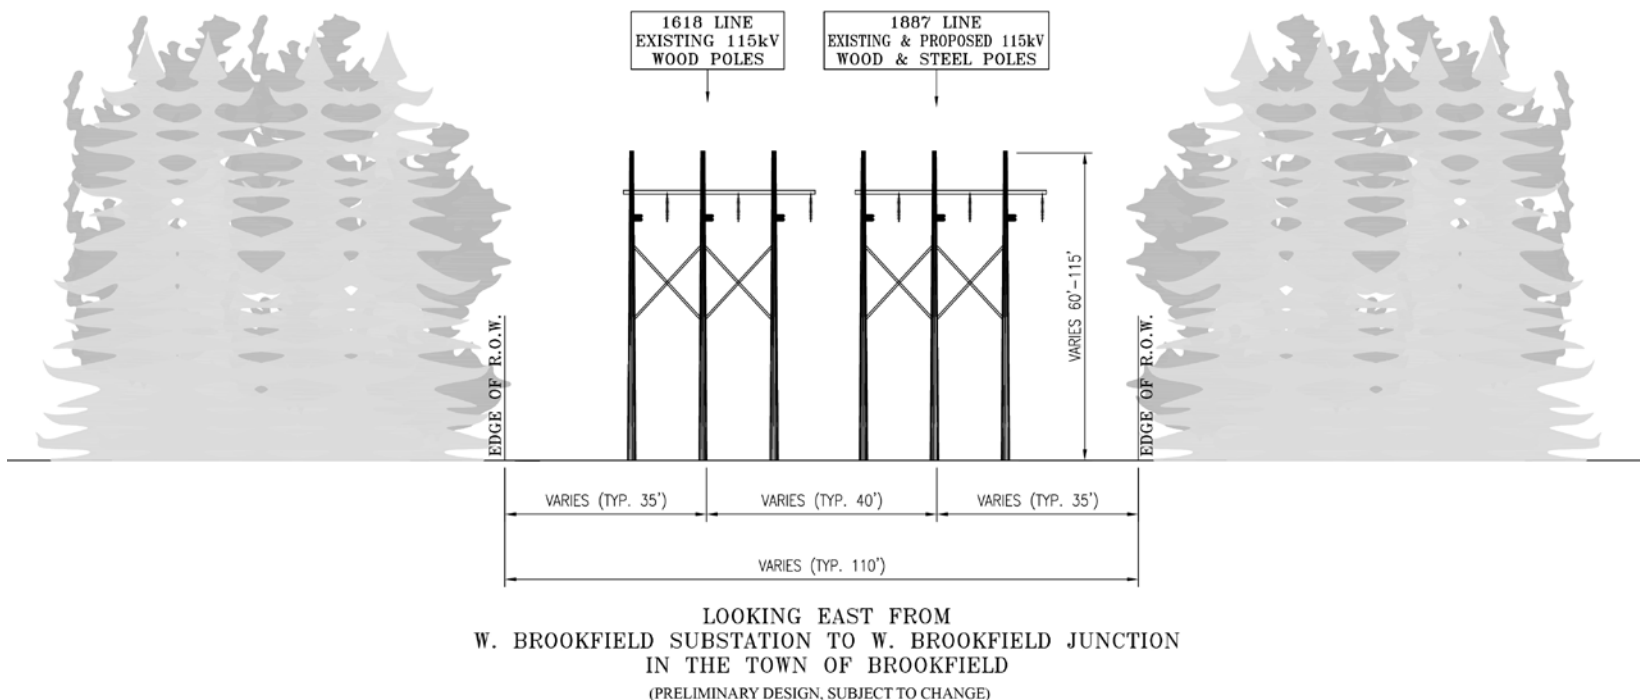 1618 LINE
EXISTING 115kV
WOOD POLES
1887 LINE
EXISTING & PROPOSED 115kV
WOOD & STEEL POLES
VARIES 60'-115'
EDGE OF R.O.W.
EDGE OF R.O.W.
VARIES (TYP. 35')
VARIES (TYP. 40')
VARIES (TYP. 35')
VARIES (TYP. 110')
LOOKING EAST FROM
W. BROOKFIELD SUBSTATION TO W. BROOKFIELD JUNCTION
IN THE TOWN OF BROOKFIELD
(PRELIMINARY DESIGN, SUBJECT TO CHANGE)